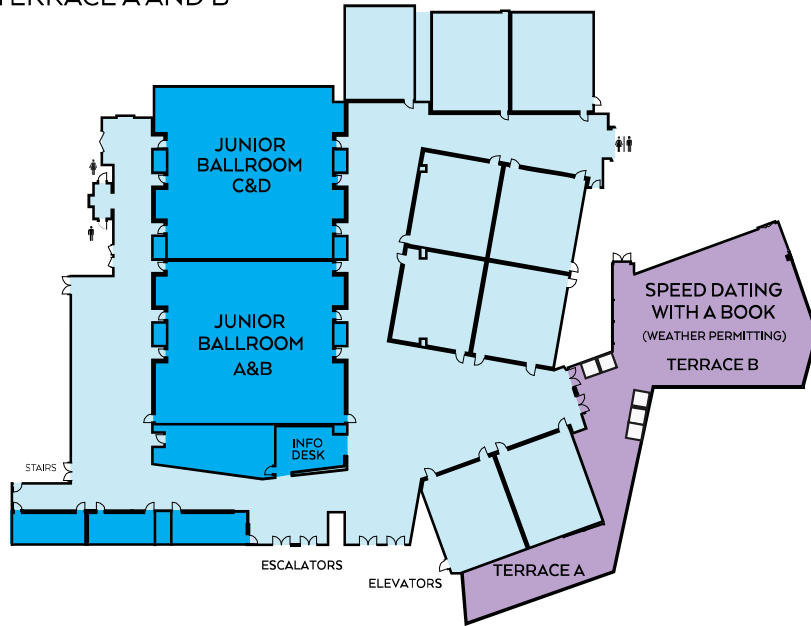 TERRACE A AND B
JUNIOR
BALLROOM
C&D
JUNIOR
BALLROOM
A&B
SPEED DATING
WITH A BOOK
(WEATHER PERMITTING)
TERRACE B
INFO
DESK
STAIRS
ESCALATORS
ELEVATORS
TERRACE A